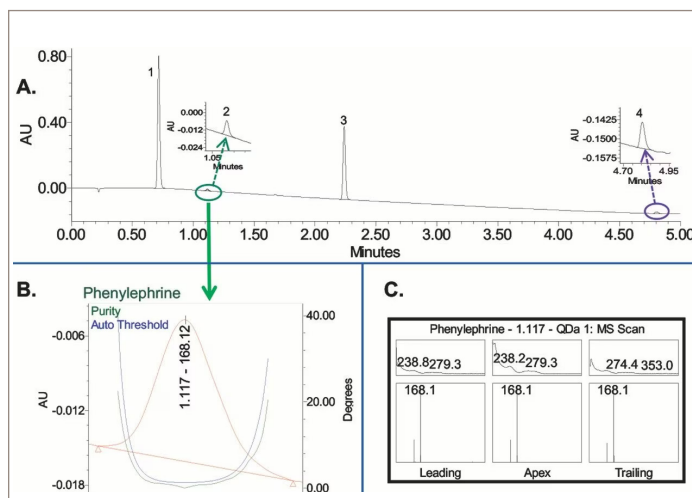 A.
AU
0.80
0.40
0.00
1
2
3
4
0.000
-0.012
-0.024
AU
1.05
Minutes
-0.1425
-0.1500
-0.1575
AU
4.70 4.95
Minutes
0.00 0.50 1.00 1.50 2.00 2.50 3.00 3.50 4.00 4.50 5.00
Minutes
B.
Phenylephrine
Purity
Auto Threshold
1.117 - 168.12
AU
-0.006
-0.012
-0.018
40.00
20.00
0.00
Degrees
C.
Phenylephrine - 1.117 - QDa 1: MS Scan
238.8 279.3
238.2 279.3
274.4 353.0
168.1
168.1
168.1
Leading
Apex
Trailing